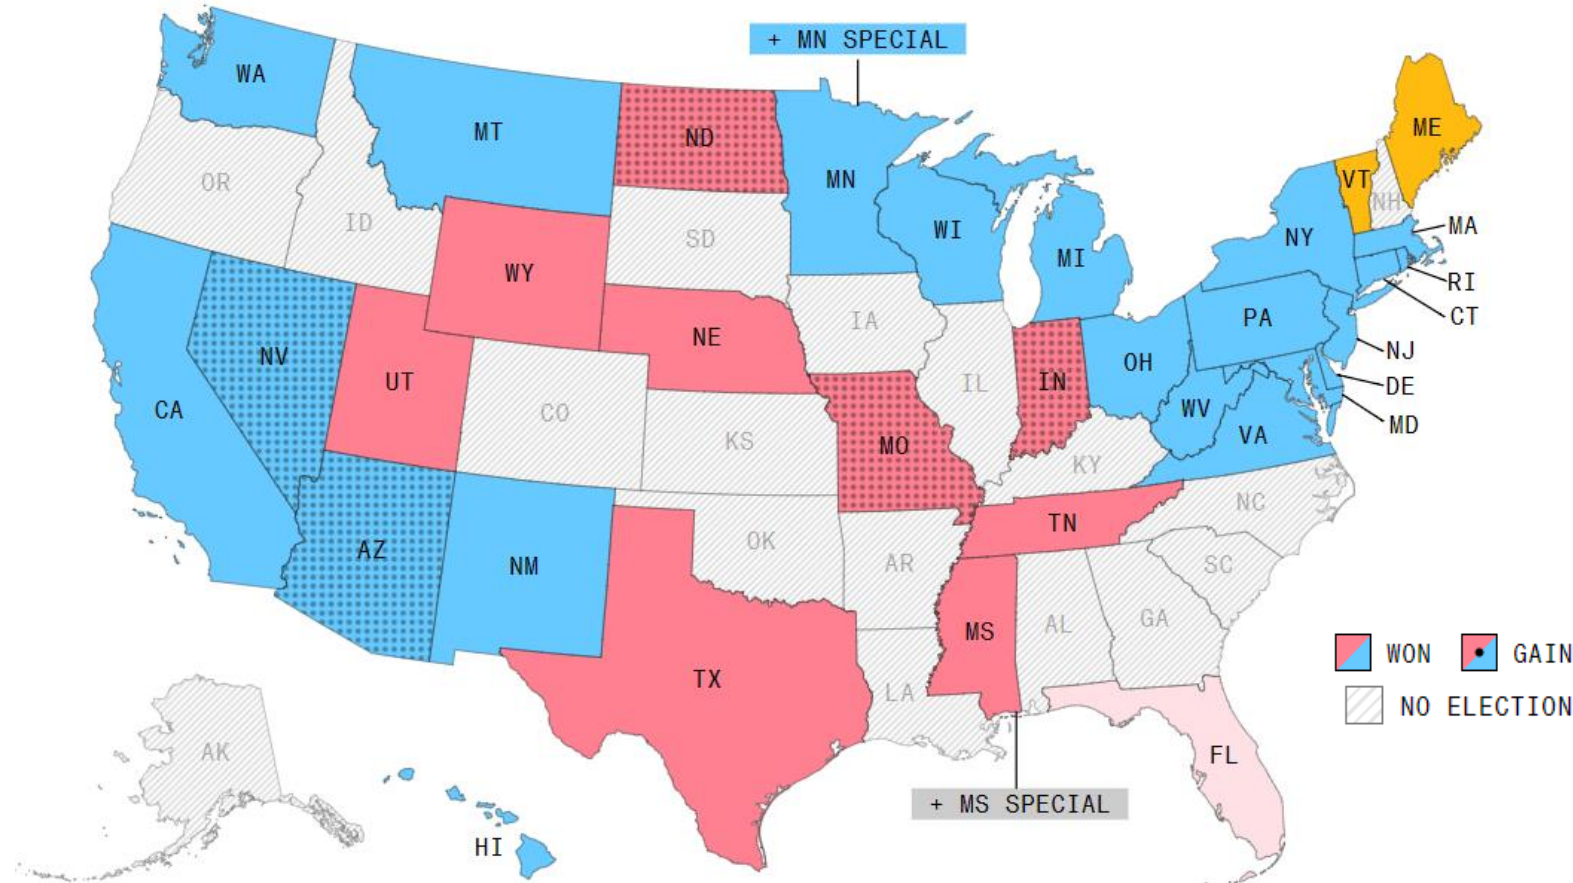 + MN SPECIAL
WA
MT
ND
MN
ME
OR
ID
SD
WI
MI
NY
VT
NH
MA
RI
CT
WY
NE
IA
PA
NJ
DE
MD
NV
UT
CO
KS
MO
IL
IN
OH
WV
VA
KY
CA
AZ
NM
OK
AR
TN
NC
SC
MS
AL
GA
TX
LA
FL
AK
HI
+ MS SPECIAL
WON
GAIN
NO ELECTION